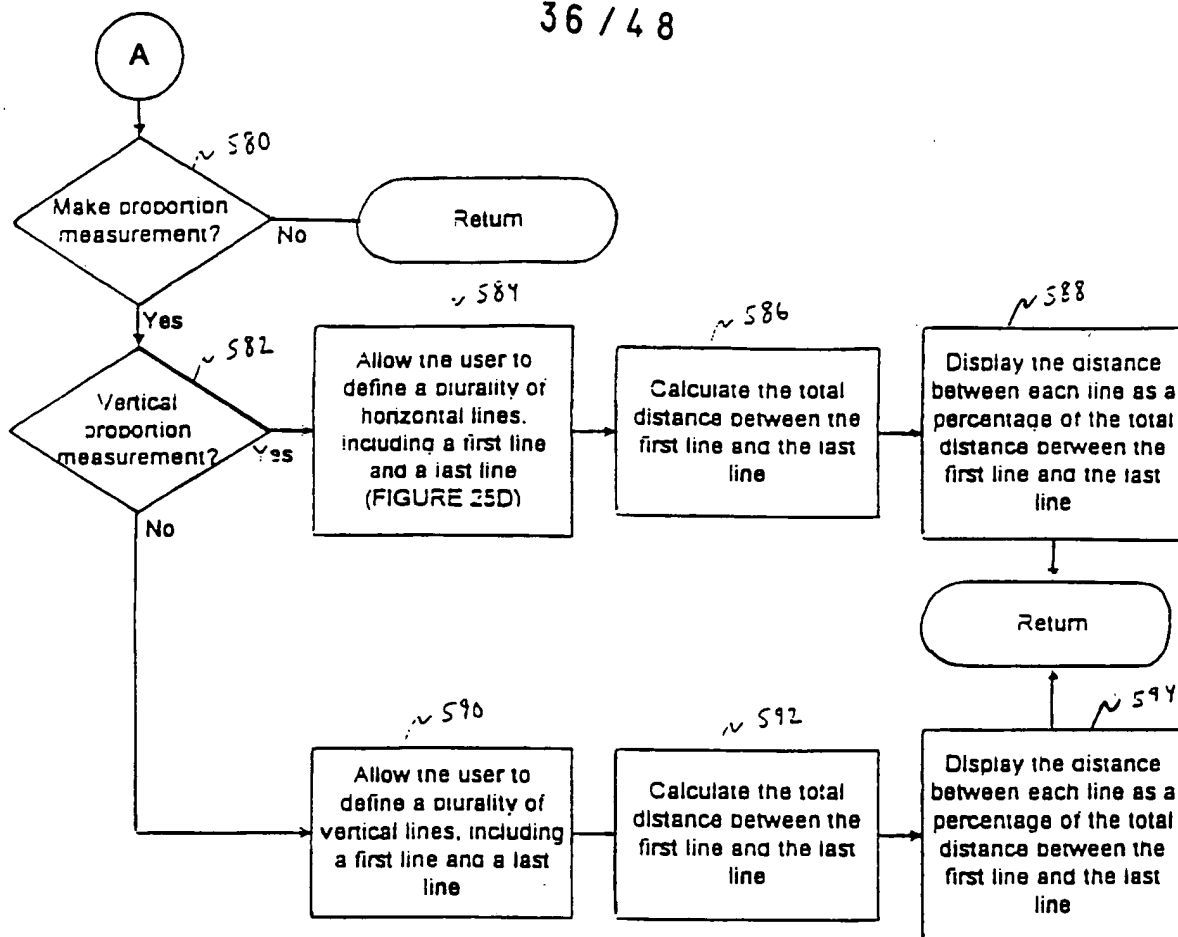 36/48
A
580
Make proportion
measurement?
No
Return
Yes
582
Vertical
proportion
measurement?
Yes
No
584
Allow the user to
define a plurality of
horizontal lines,
including a first line
and a last line
(FIGURE 25D)
586
Calculate the total
distance between the
first line and the last
line
588
Display the distance
between each line as a
percentage of the total
distance between the
first line and the last
line
Return
590
Allow the user to
define a plurality of
vertical lines, including
a first line and a last
line
592
Calculate the total
distance between the
first line and the last
line
594
Display the distance
between each line as a
percentage of the total
distance between the
first line and the last
line